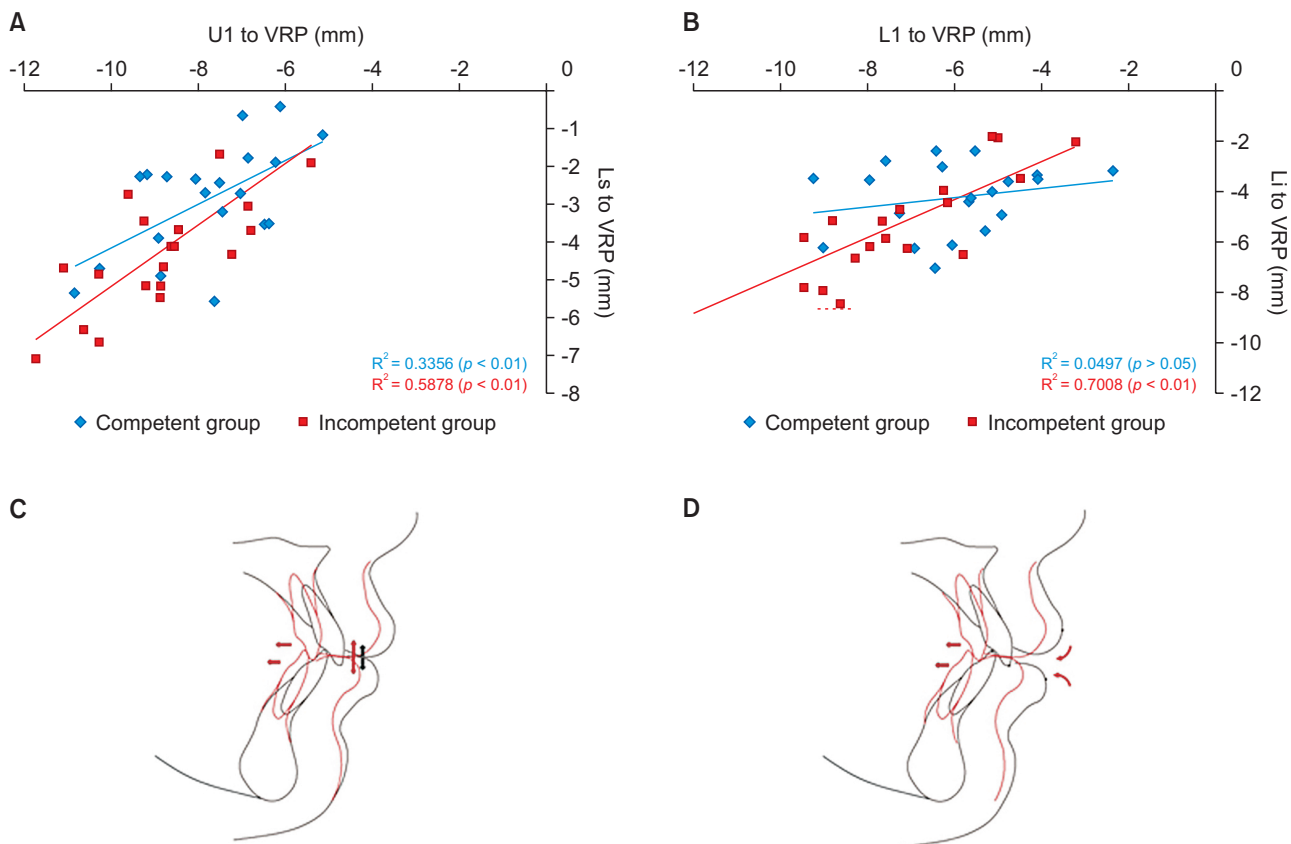 A
U1 to VRP (mm)
-12 -10 -8 -6 -4 -2 0
-1
-2
-3
-4
-5
-6
-7
-8
Ls to VRP (mm)
R² = 0.3356 (p < 0.01)
R² = 0.5878 (p < 0.01)
Competent group Incompetent group
B
L1 to VRP (mm)
-12 -10 -8 -6 -4 -2 0
-2
-4
-6
-8
-10
-12
Li to VRP (mm)
R² = 0.0497 (p > 0.05)
R² = 0.7008 (p < 0.01)
Competent group Incompetent group
C
D